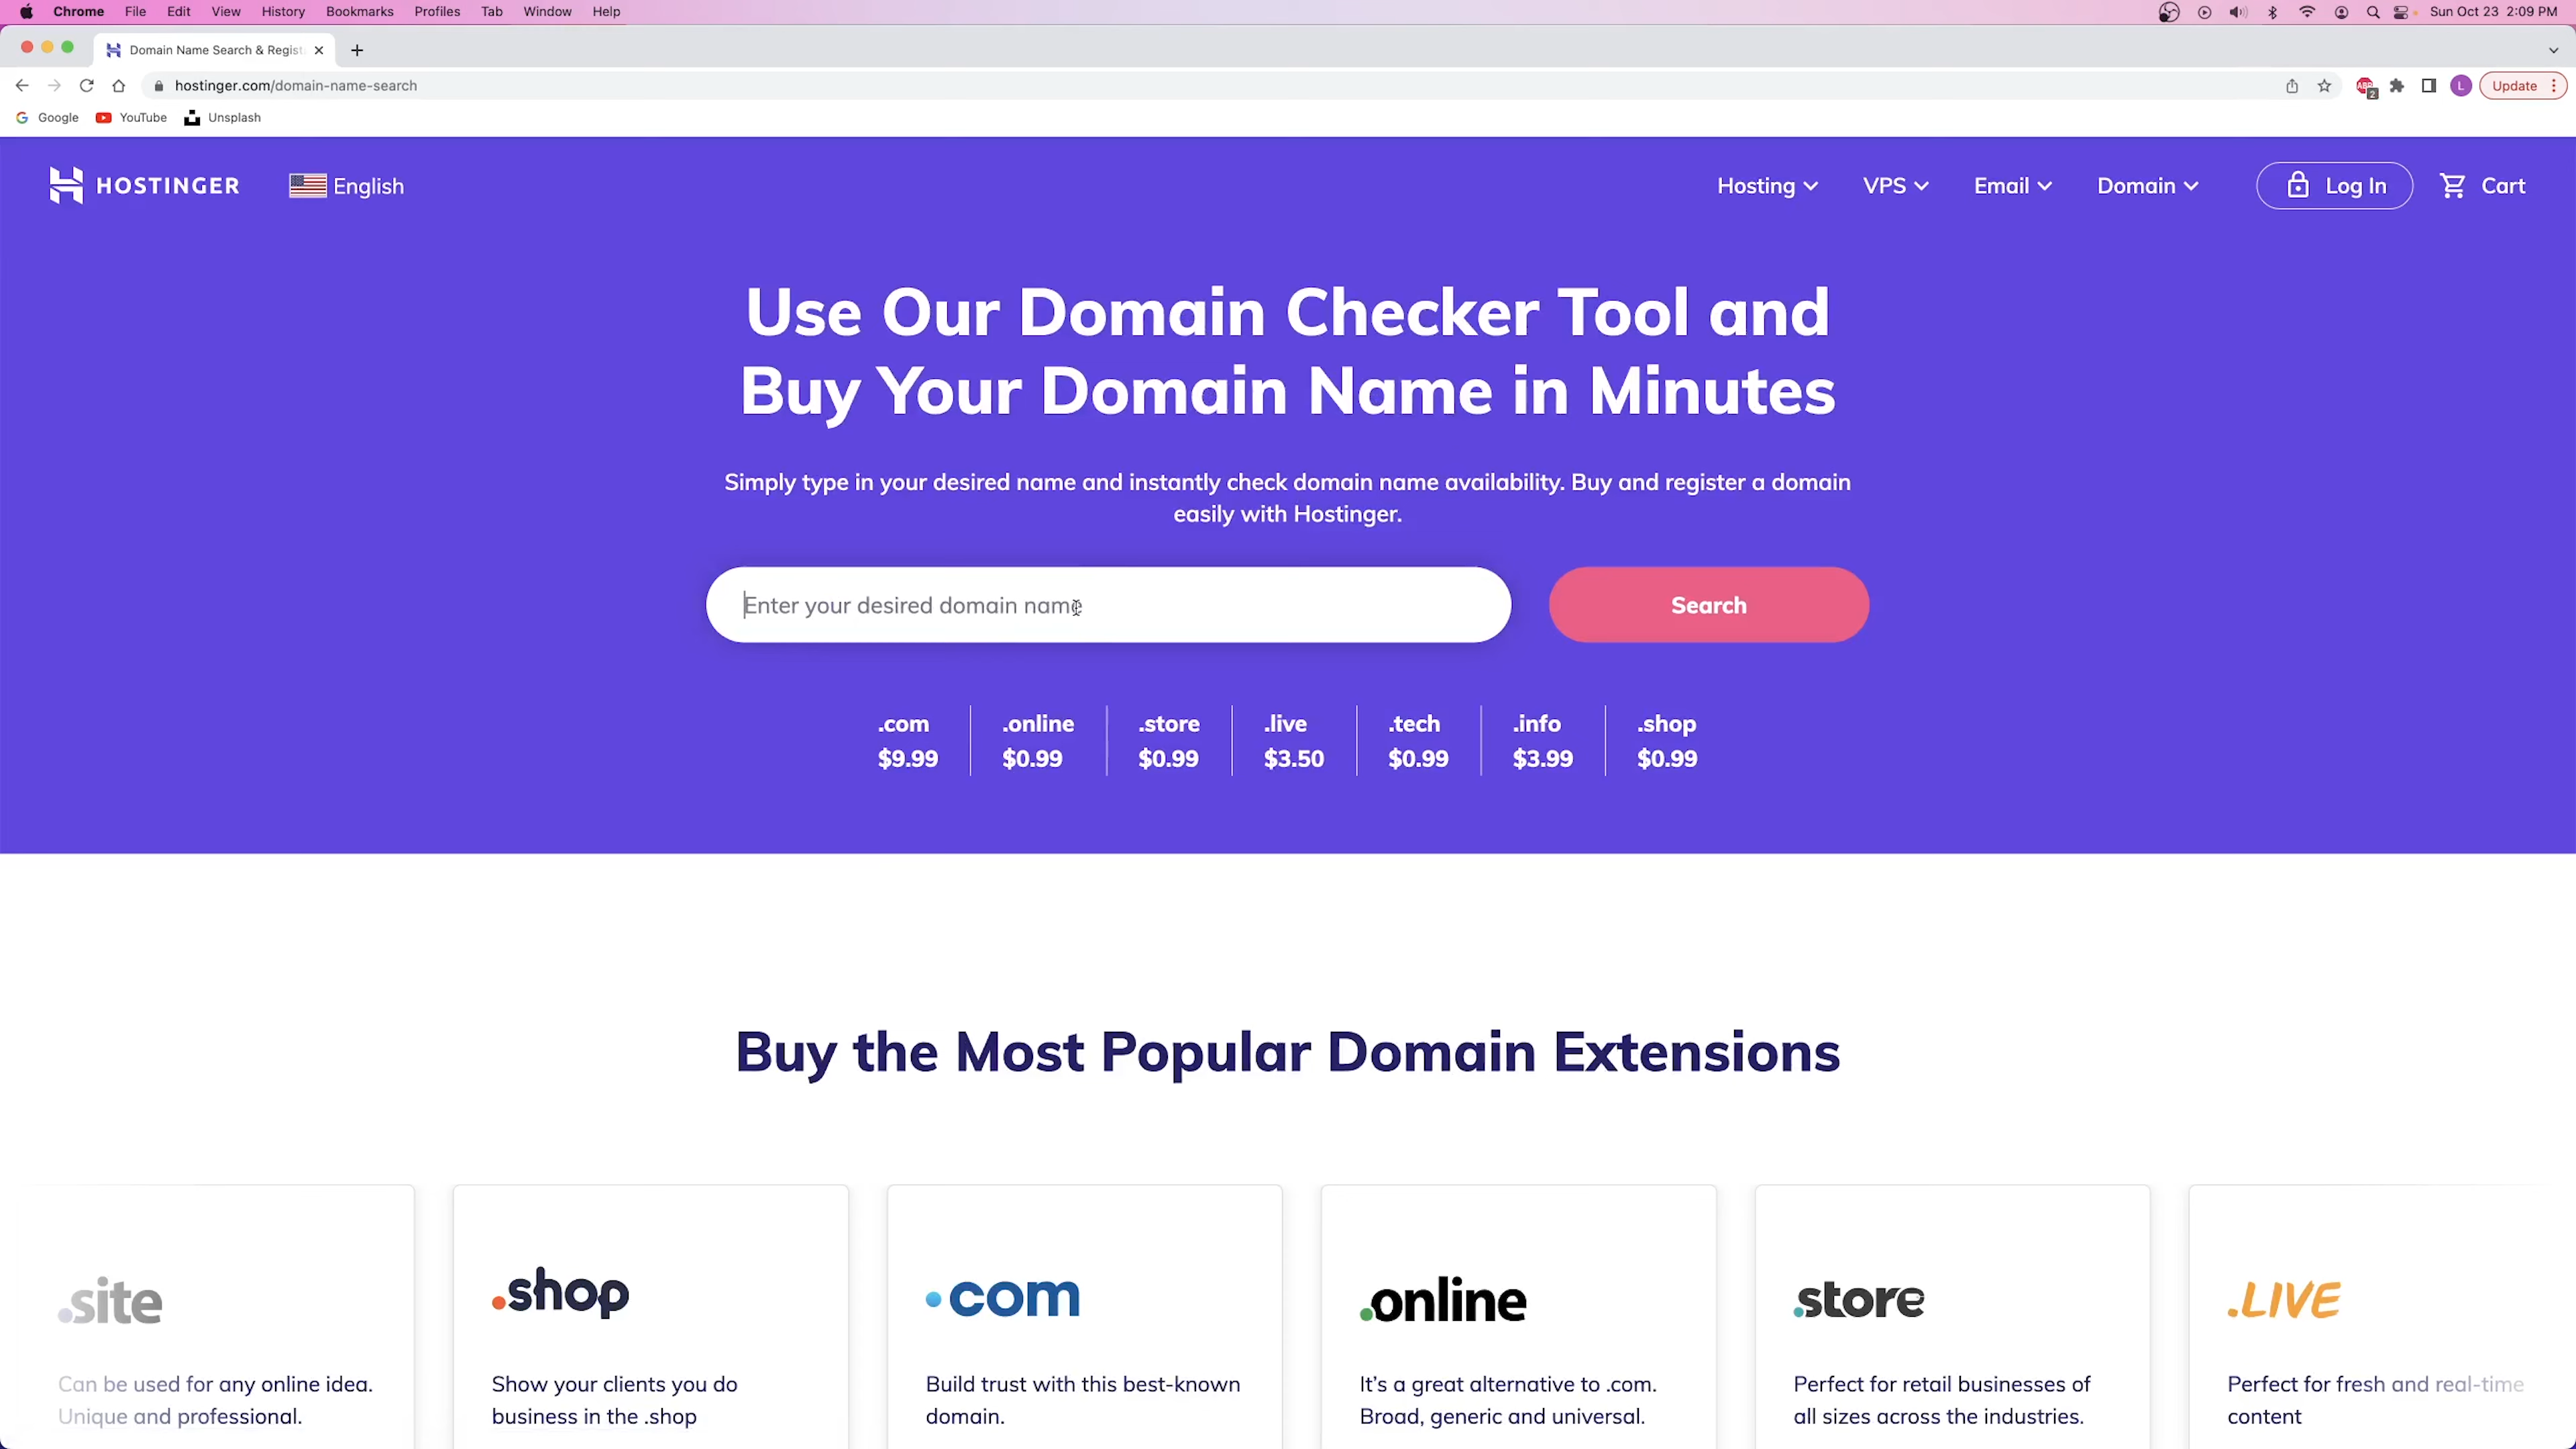 Chrome File Edit View History Bookmarks Profiles Tab Window Help Sun Oct 23 2:09 PM
Domain Name Search & Regist
hostinger.com/domain-name-search L Update
Google YouTube Unsplash
HOSTINGER English Hosting VPS Email Domain Log In Cart
Use Our Domain Checker Tool and
Buy Your Domain Name in Minutes
Simply type in your desired name and instantly check domain name availability. Buy and register a domain
easily with Hostinger.
Enter your desired domain name Search
.com .online .store .live .tech .info .shop
$9.99 $0.99 $0.99 $3.50 $0.99 $3.99 $0.99
Buy the Most Popular Domain Extensions
.site .shop .com .online .store .LIVE
Can be used for any online idea. Show your clients you do Build trust with this best-known It's a great alternative to .com. Perfect for retail businesses of Perfect for fresh and real-time
Unique and professional. business in the .shop domain. Broad, generic and universal. all sizes across the industries. content